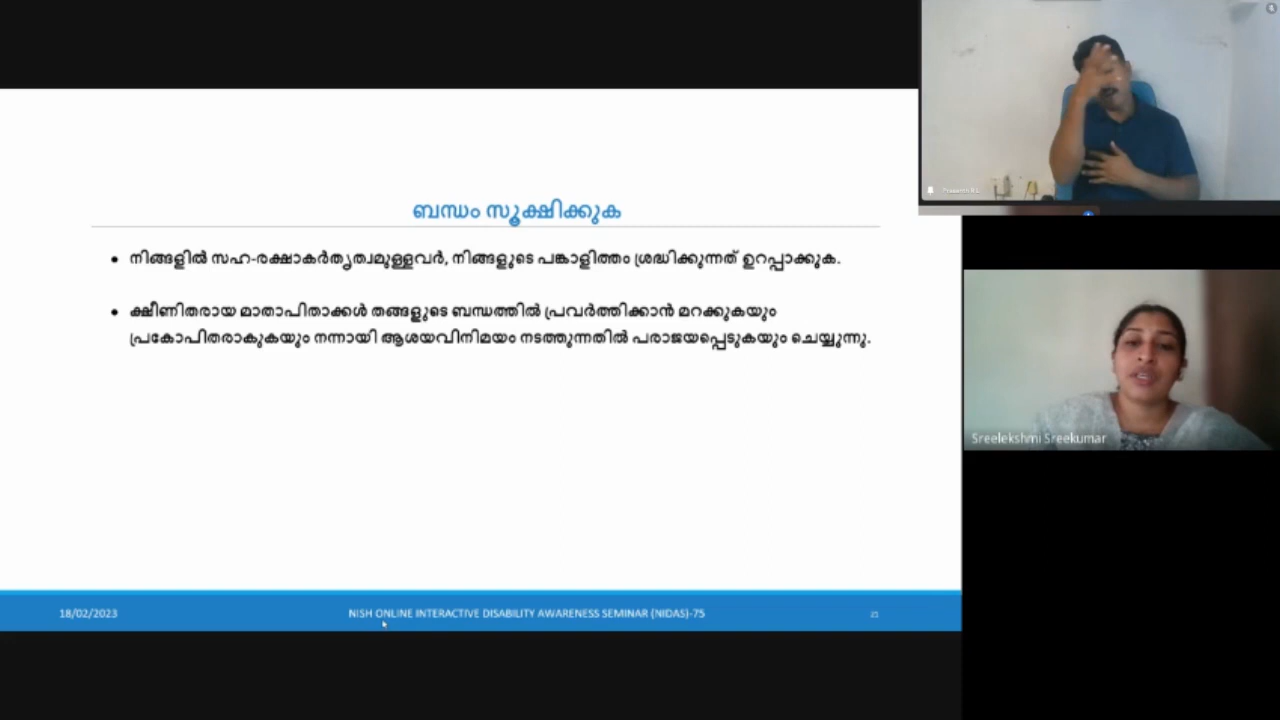 ബന്ധം സൂക്ഷിക്കുക
• നിങ്ങളിൽ സഹ-രക്ഷാകർതൃത്വമുള്ളവർ, നിങ്ങളുടെ പങ്കാളിത്തം ശ്രദ്ധിക്കുന്നത് ഉറപ്പാക്കുക.
• ക്ഷീണിതരായ മാതാപിതാക്കൾ തങ്ങളുടെ ബന്ധത്തിൽ പ്രവർത്തിക്കാൻ മറക്കുകയും
പ്രകോപിതരാകുകയും നന്നായി ആശയവിനിമയം നടത്തുന്നതിൽ പരാജയപ്പെടുകയും ചെയ്യുന്നു.
Sreelekshmi Sreekumar
18/02/2023 NISH ONLINE INTERACTIVE DISABILITY AWARENESS SEMINAR (NIDAS)-75 21